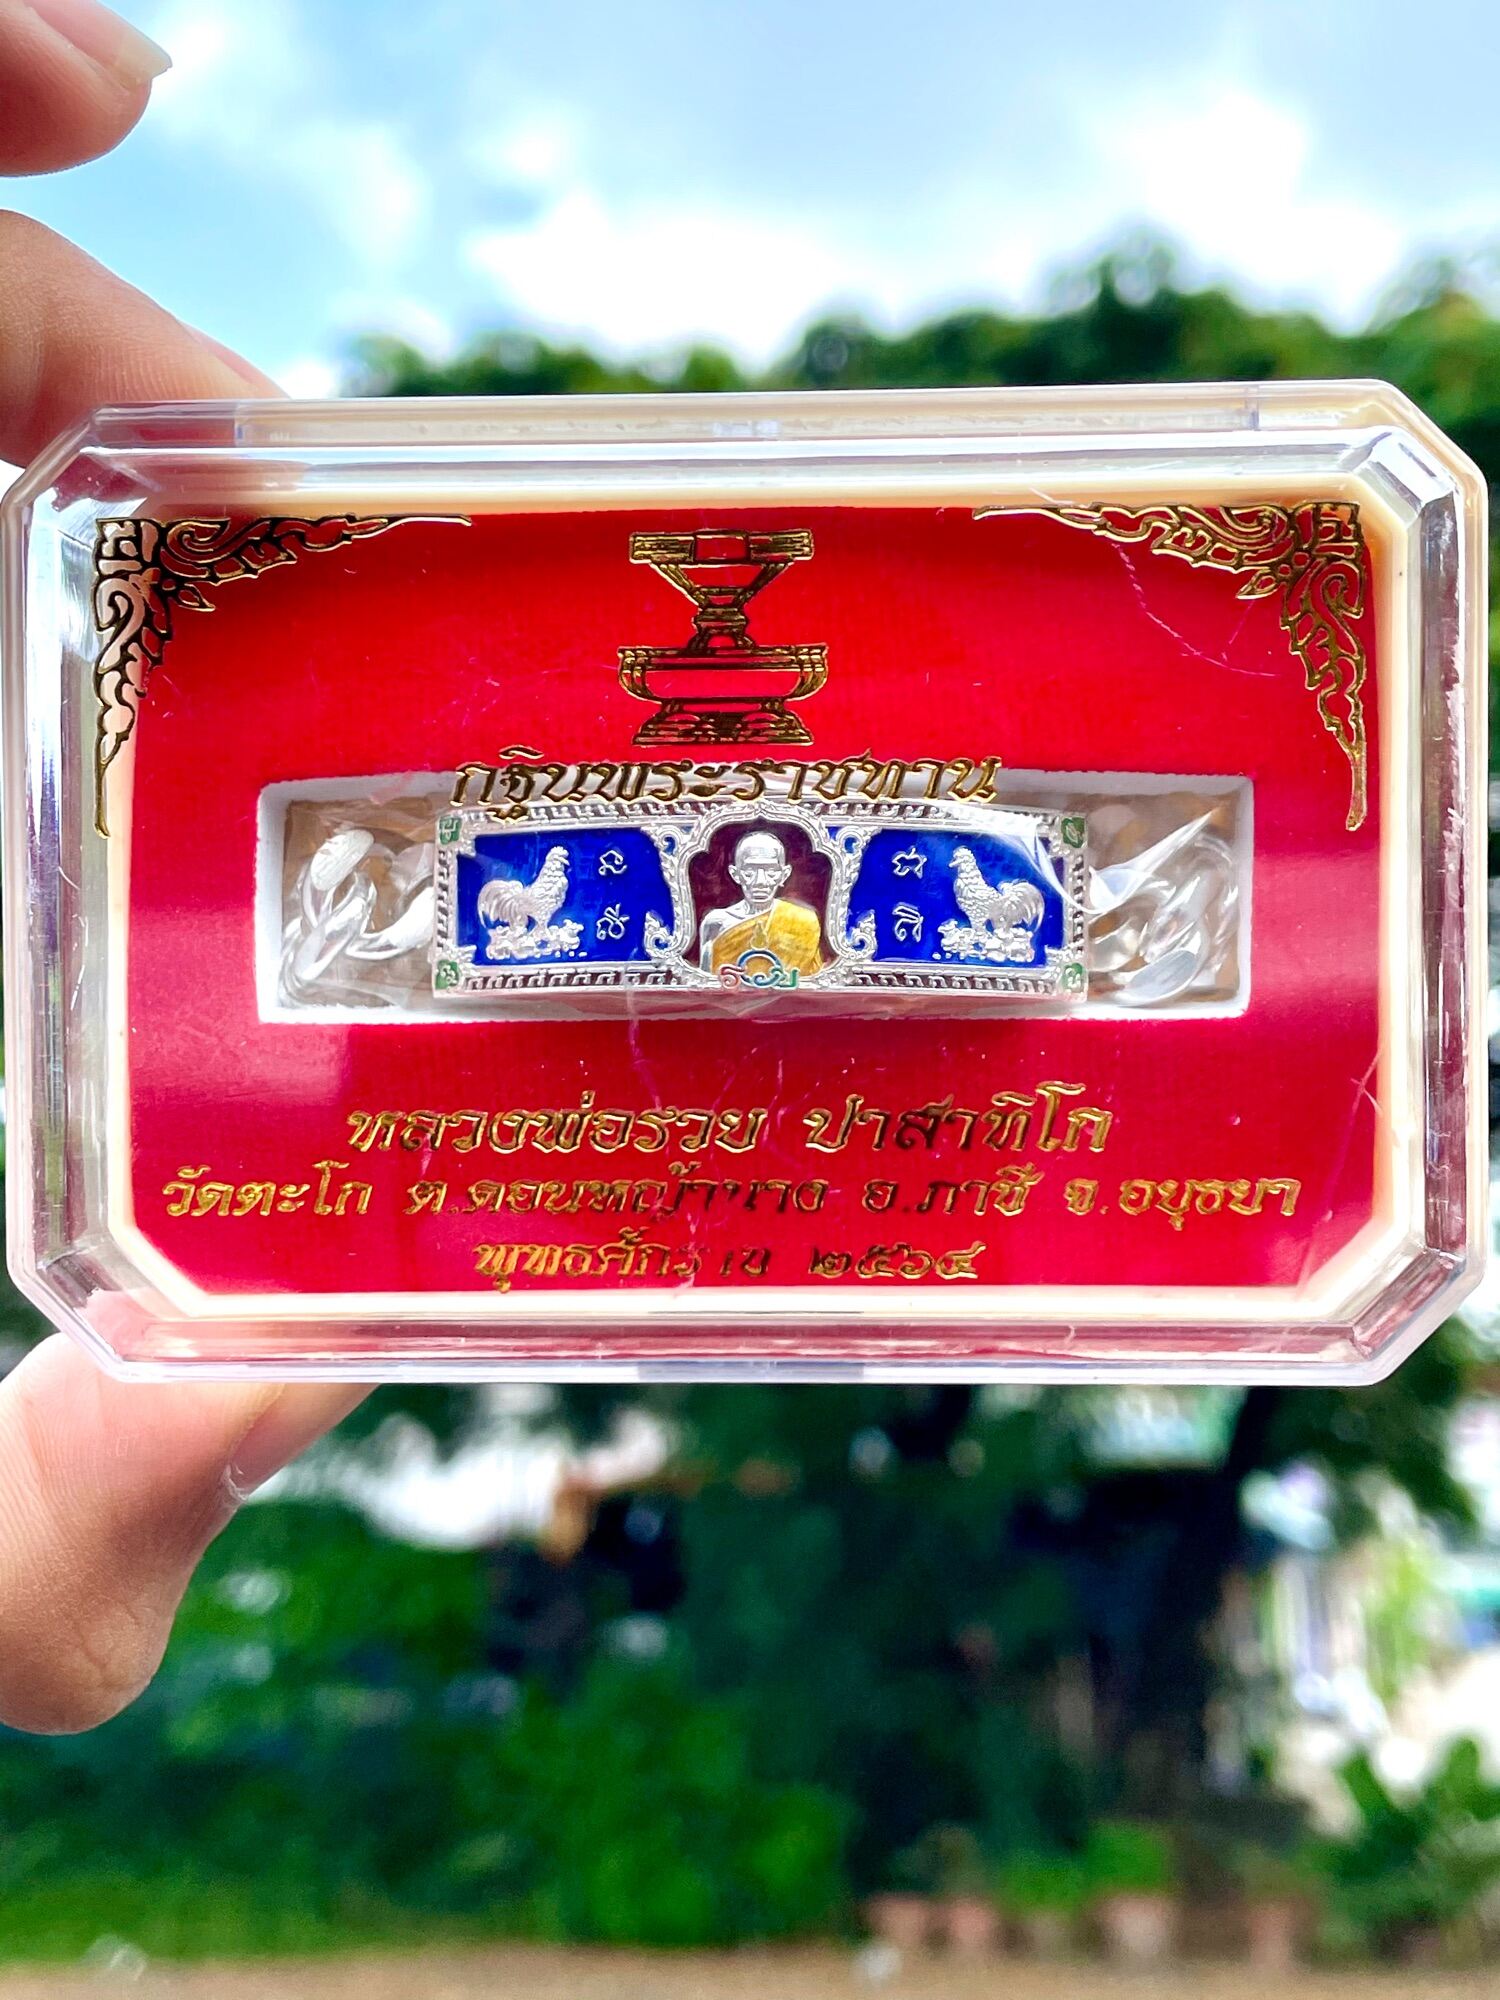 กฐินพระราชทาน
รวย
หลวงพ่อรวย ปาสาทิโก
วัดตะโก ต.ดอนหญ้านาง อ.ภาชี จ.อยุธยา
พุทธศักราช ๒๕๖๔